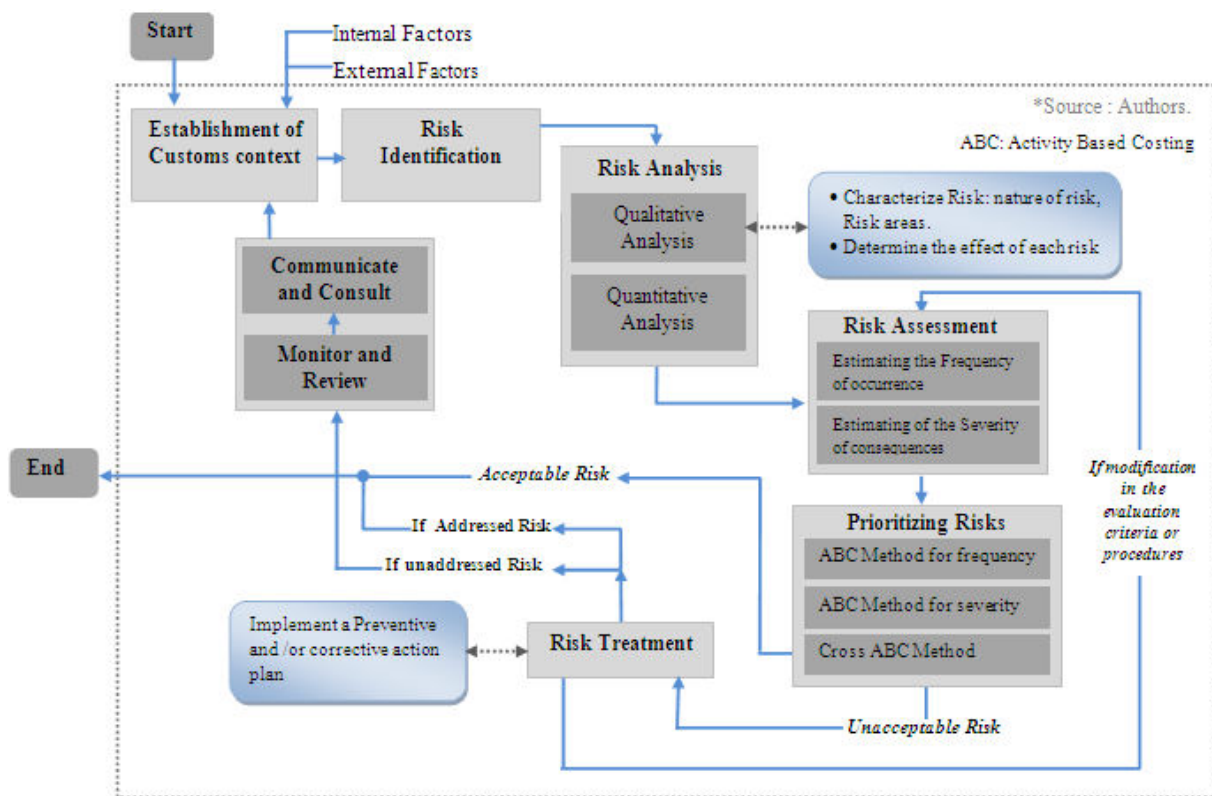 Start
Internal Factors
External Factors
*Source : Authors.
ABC: Activity Based Costing
Establishment of
Customs context
Risk
Identification
Risk Analysis
Qualitative
Analysis
Quantitative
Analysis
• Characterize Risk: nature of risk,
Risk areas.
• Determine the effect of each risk
Communicate
and Consult
Monitor and
Review
Risk Assessment
Estimating the Frequency
of occurrence
Estimating of the Severity
of consequences
End
Acceptable Risk
If Addressed Risk
If unaddressed Risk
Prioritizing Risks
ABC Method for frequency
ABC Method for severity
Cross ABC Method
If modification
in the
evaluation
criteria or
procedures
Implement a Preventive
and /or corrective action
plan
Risk Treatment
Unacceptable Risk